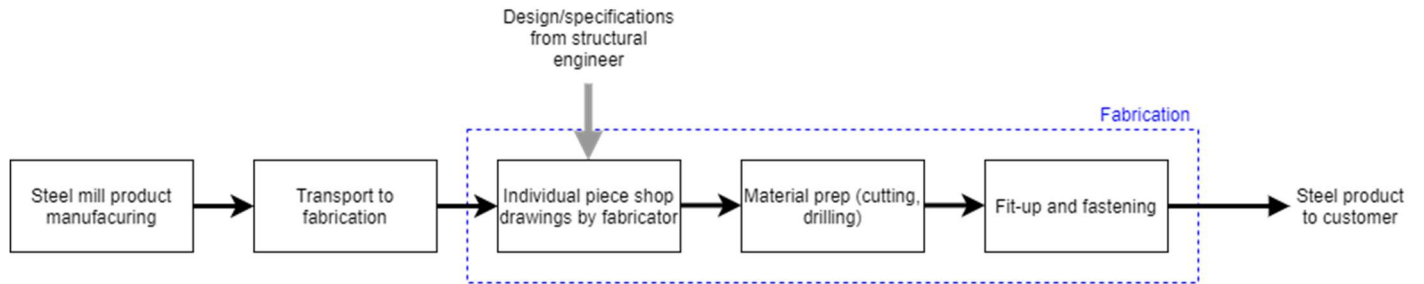 Design/specifications
from structural
engineer
Fabrication
Steel mill product
manufacuring
Transport to
fabrication
Individual piece shop
drawings by fabricator
Material prep (cutting,
drilling)
Fit-up and fastening
Steel product
to customer